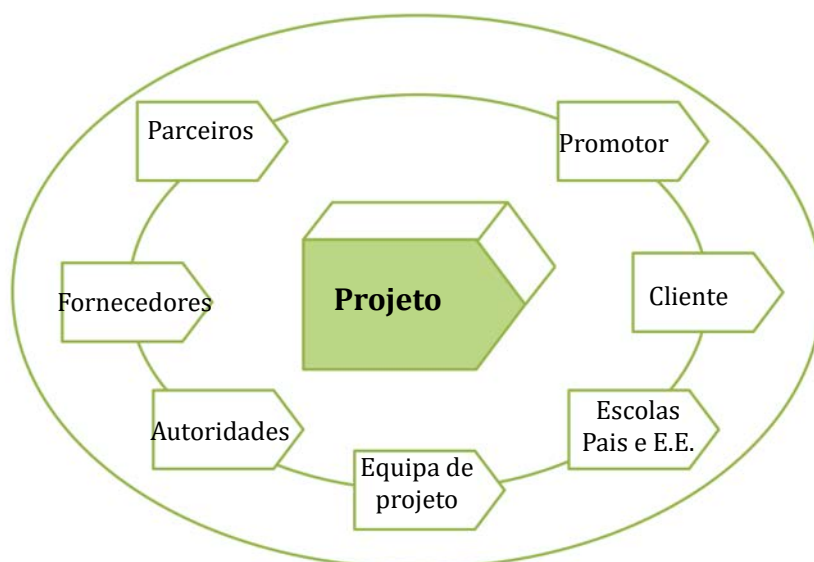 Parceiros
Promotor
Fornecedores
Projeto
Cliente
Autoridades
Escolas
Pais e E.E.
Equipa de
projeto